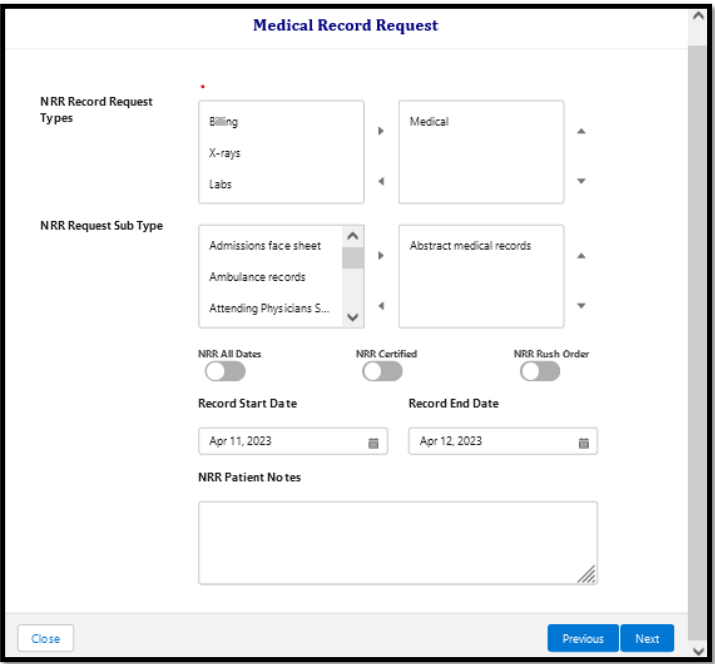 Medical Record Request
*
NRR Record Request
Types
Billing
X-rays
Labs
Medical
NRR Request Sub Type
Admissions face sheet
Ambulance records
Attending Physicians S...
Abstract medical records
NRR All Dates
NRR Certified
NRR Rush Order
Record Start Date
Record End Date
Apr 11, 2023
Apr 12, 2023
NRR Patient Notes
Close
Previous
Next